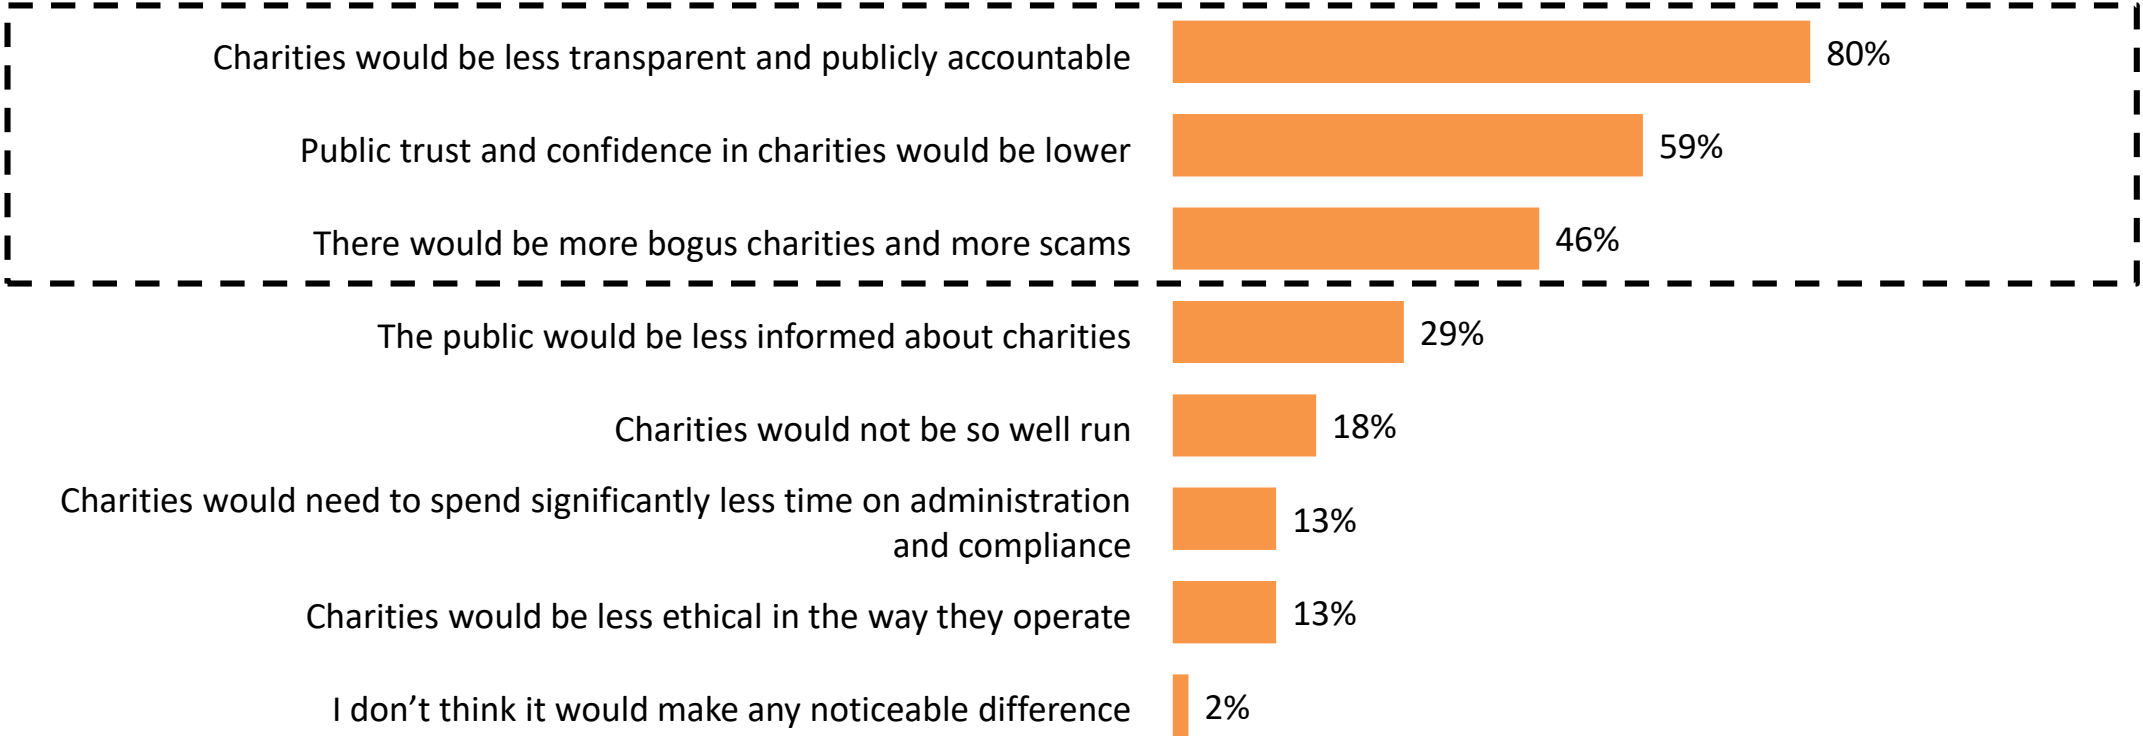 Charities would be less transparent and publicly accountable 80%
Public trust and confidence in charities would be lower 59%
There would be more bogus charities and more scams 46%
The public would be less informed about charities 29%
Charities would not be so well run 18%
Charities would need to spend significantly less time on administration
and compliance 13%
Charities would be less ethical in the way they operate 13%
I don’t think it would make any noticeable difference 2%